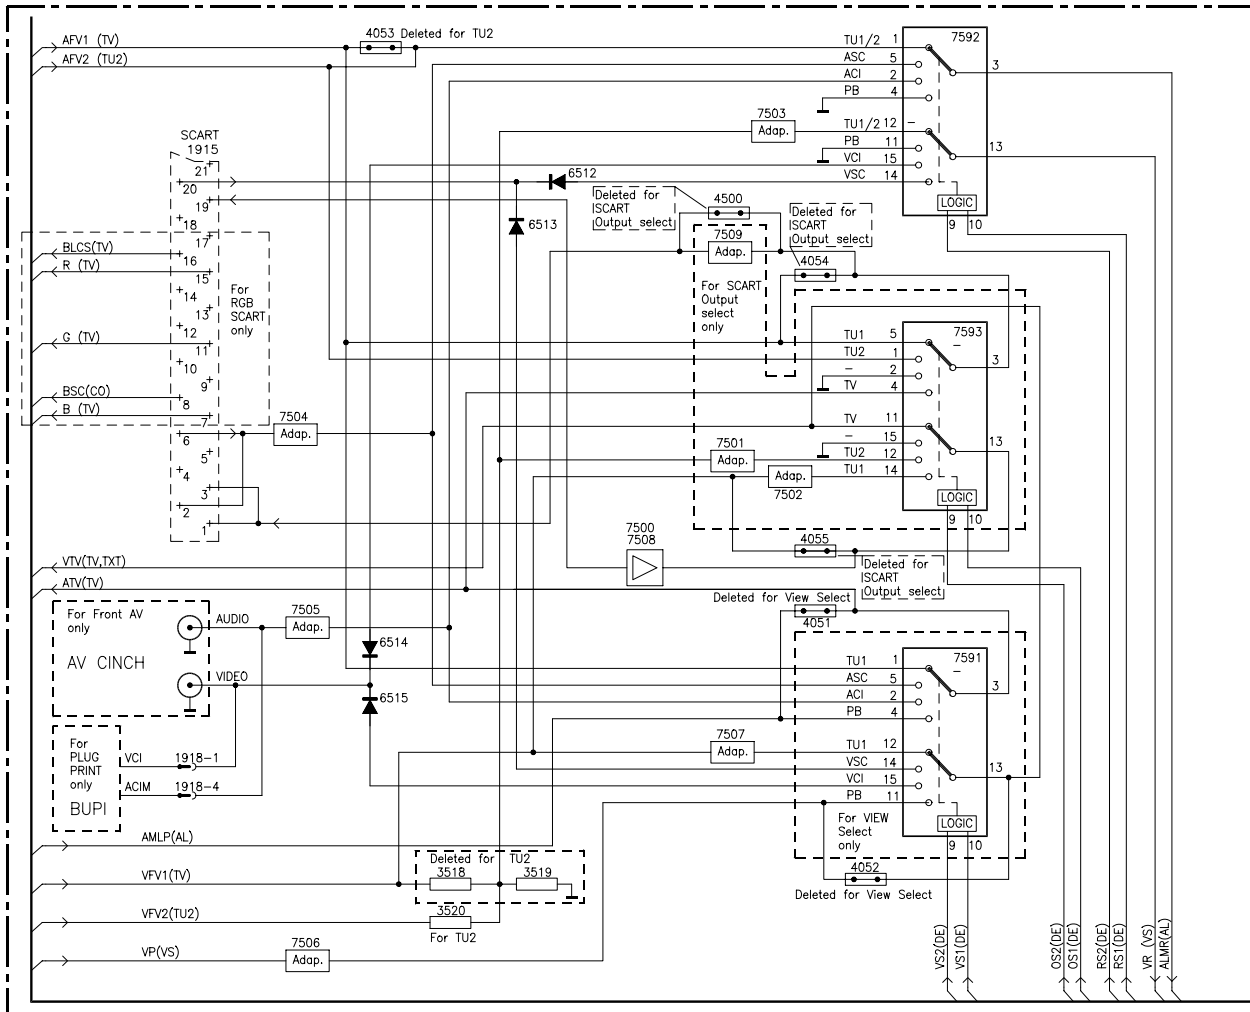 AFV1 (TV)
AFV2 (TU2)
4053 Deleted for TU2
TU1/2 1
ASC 5
ACI 2
PB 4
7592
3
7503
Adap.
TU1/2 12
PB 11
VCI 15
VSC 14
13
LOGIC
9 10
SCART
1915
21
20
19
18
17
16
15
14
13
12
11
10
9
8
7
6
5
4
3
2
1
6512
6513
Deleted for
SCART
Output select
4500
7509
Adap.
Deleted for
SCART
Output select
4054
BLCS(TV)
R (TV)
G (TV)
BSC(CO)
B (TV)
For
RGB
SCART
only
For SCART
Output
select
only
7504
Adap.
TU1 5
TU2 1
– 2
TV 4
7593
3
TV 11
– 15
TU2 12
TU1 14
13
LOGIC
9 10
7501
Adap.
Adap.
7502
7500
7508
4055
Deleted for
SCART
Output select
VTV(TV,TXT)
ATV(TV)
For Front AV
only
AUDIO
AV CINCH
VIDEO
7505
Adap.
6514
6515
Deleted for View Select
4051
TU1 1
ASC 5
ACI 2
PB 4
7591
3
7507
Adap.
TU1 12
VSC 14
VCI 15
PB 11
13
LOGIC
9 10
For VIEW
Select
only
For
PLUG
PRINT
only
BUPI
VCI 1918-1
ACIM 1918-4
AMLP(AL)
VFV1(TV)
VFV2(TU2)
VP(VS)
Deleted for TU2
3518 3519
3520
For TU2
7506
Adap.
4052
Deleted for View Select
VS2(DE)
VS1(DE)
OS2(DE)
OS1(DE)
RS2(DE)
RS1(DE)
VR (VS)
ALMR(AL)